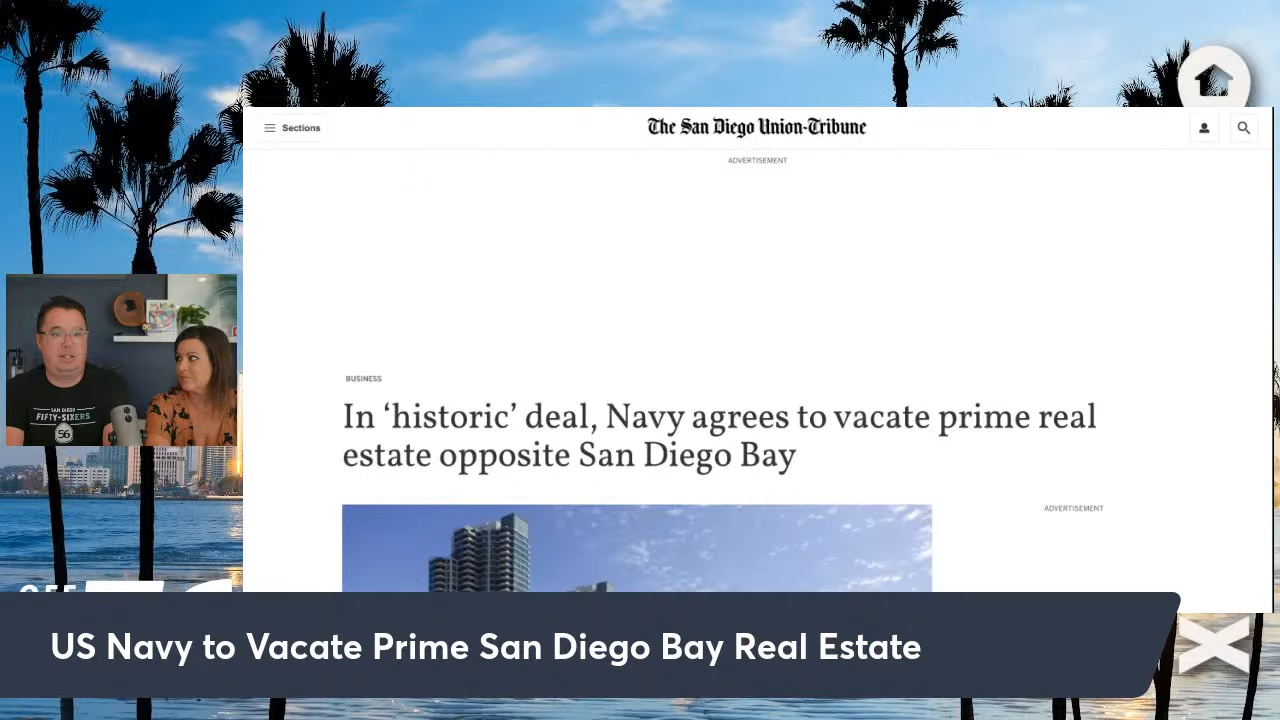 Sections
The San Diego Union-Tribune
ADVERTISEMENT
BUSINESS
In ‘historic’ deal, Navy agrees to vacate prime real
estate opposite San Diego Bay
ADVERTISEMENT
SAN DIEGO
FIFTY-SIXERS
56
US Navy to Vacate Prime San Diego Bay Real Estate